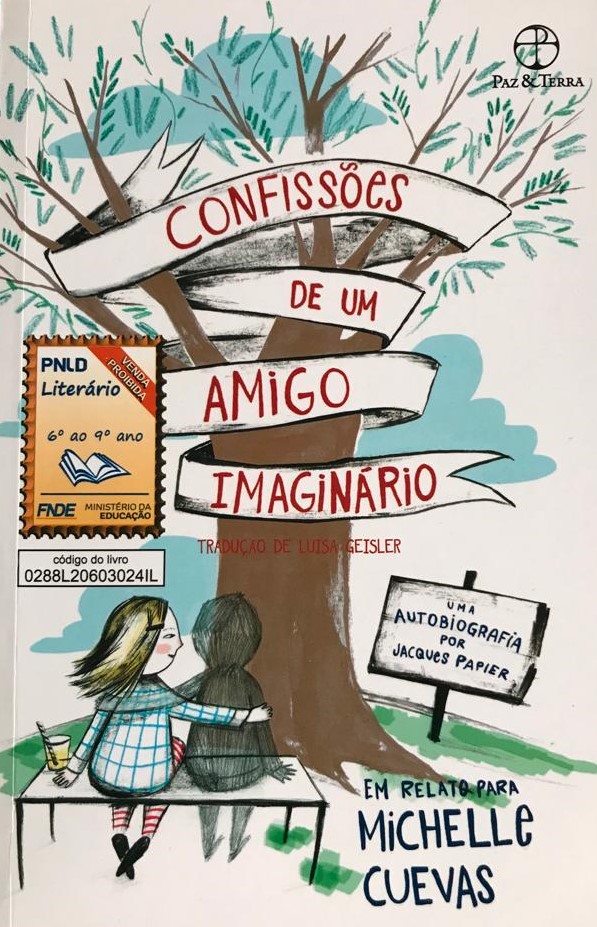 PAZ & TERRA
CONFISSÕES
DE UM
AMIGO
IMAGINÁRIO
PNLD
Literário
VENDA
PROIBIDA
6º ao 9º ano
FNDE
MINISTÉRIO DA
EDUCAÇÃO
TRADUÇÃO DE LUISA GEISLER
código do livro
0288L20603024IL
UMA
AUTOBIOGRAFIA
POR
JACQUES PAPIER
EM RELATO PARA
MICHELLE
CUEVAS